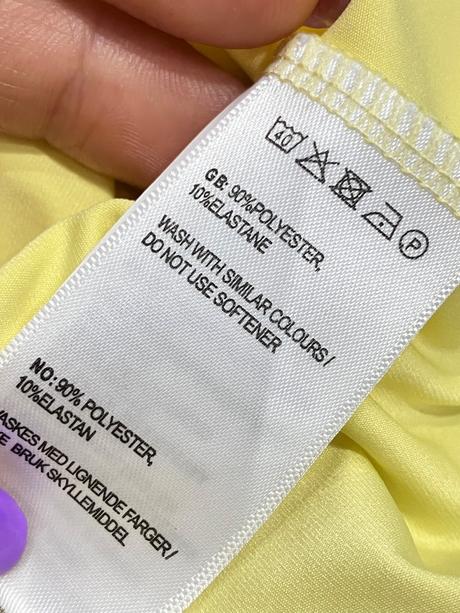 40 P
GB: 90%POLYESTER,
10%ELASTANE
WASH WITH SIMILAR COLOURS/
DO NOT USE SOFTENER
NO: 90% POLYESTER,
10%ELASTAN
VASKES MED LIGNENDE FARGER/
BRUK SKYLLEMIDDEL